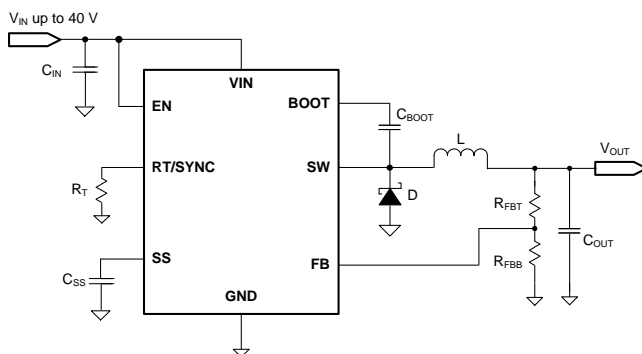 V_IN up to 40 V
C_IN
VIN
EN
BOOT
C_BOOT
RT/SYNC
SW
L
V_OUT
R_T
D
R_FBT
C_OUT
SS
C_SS
FB
R_FBB
GND